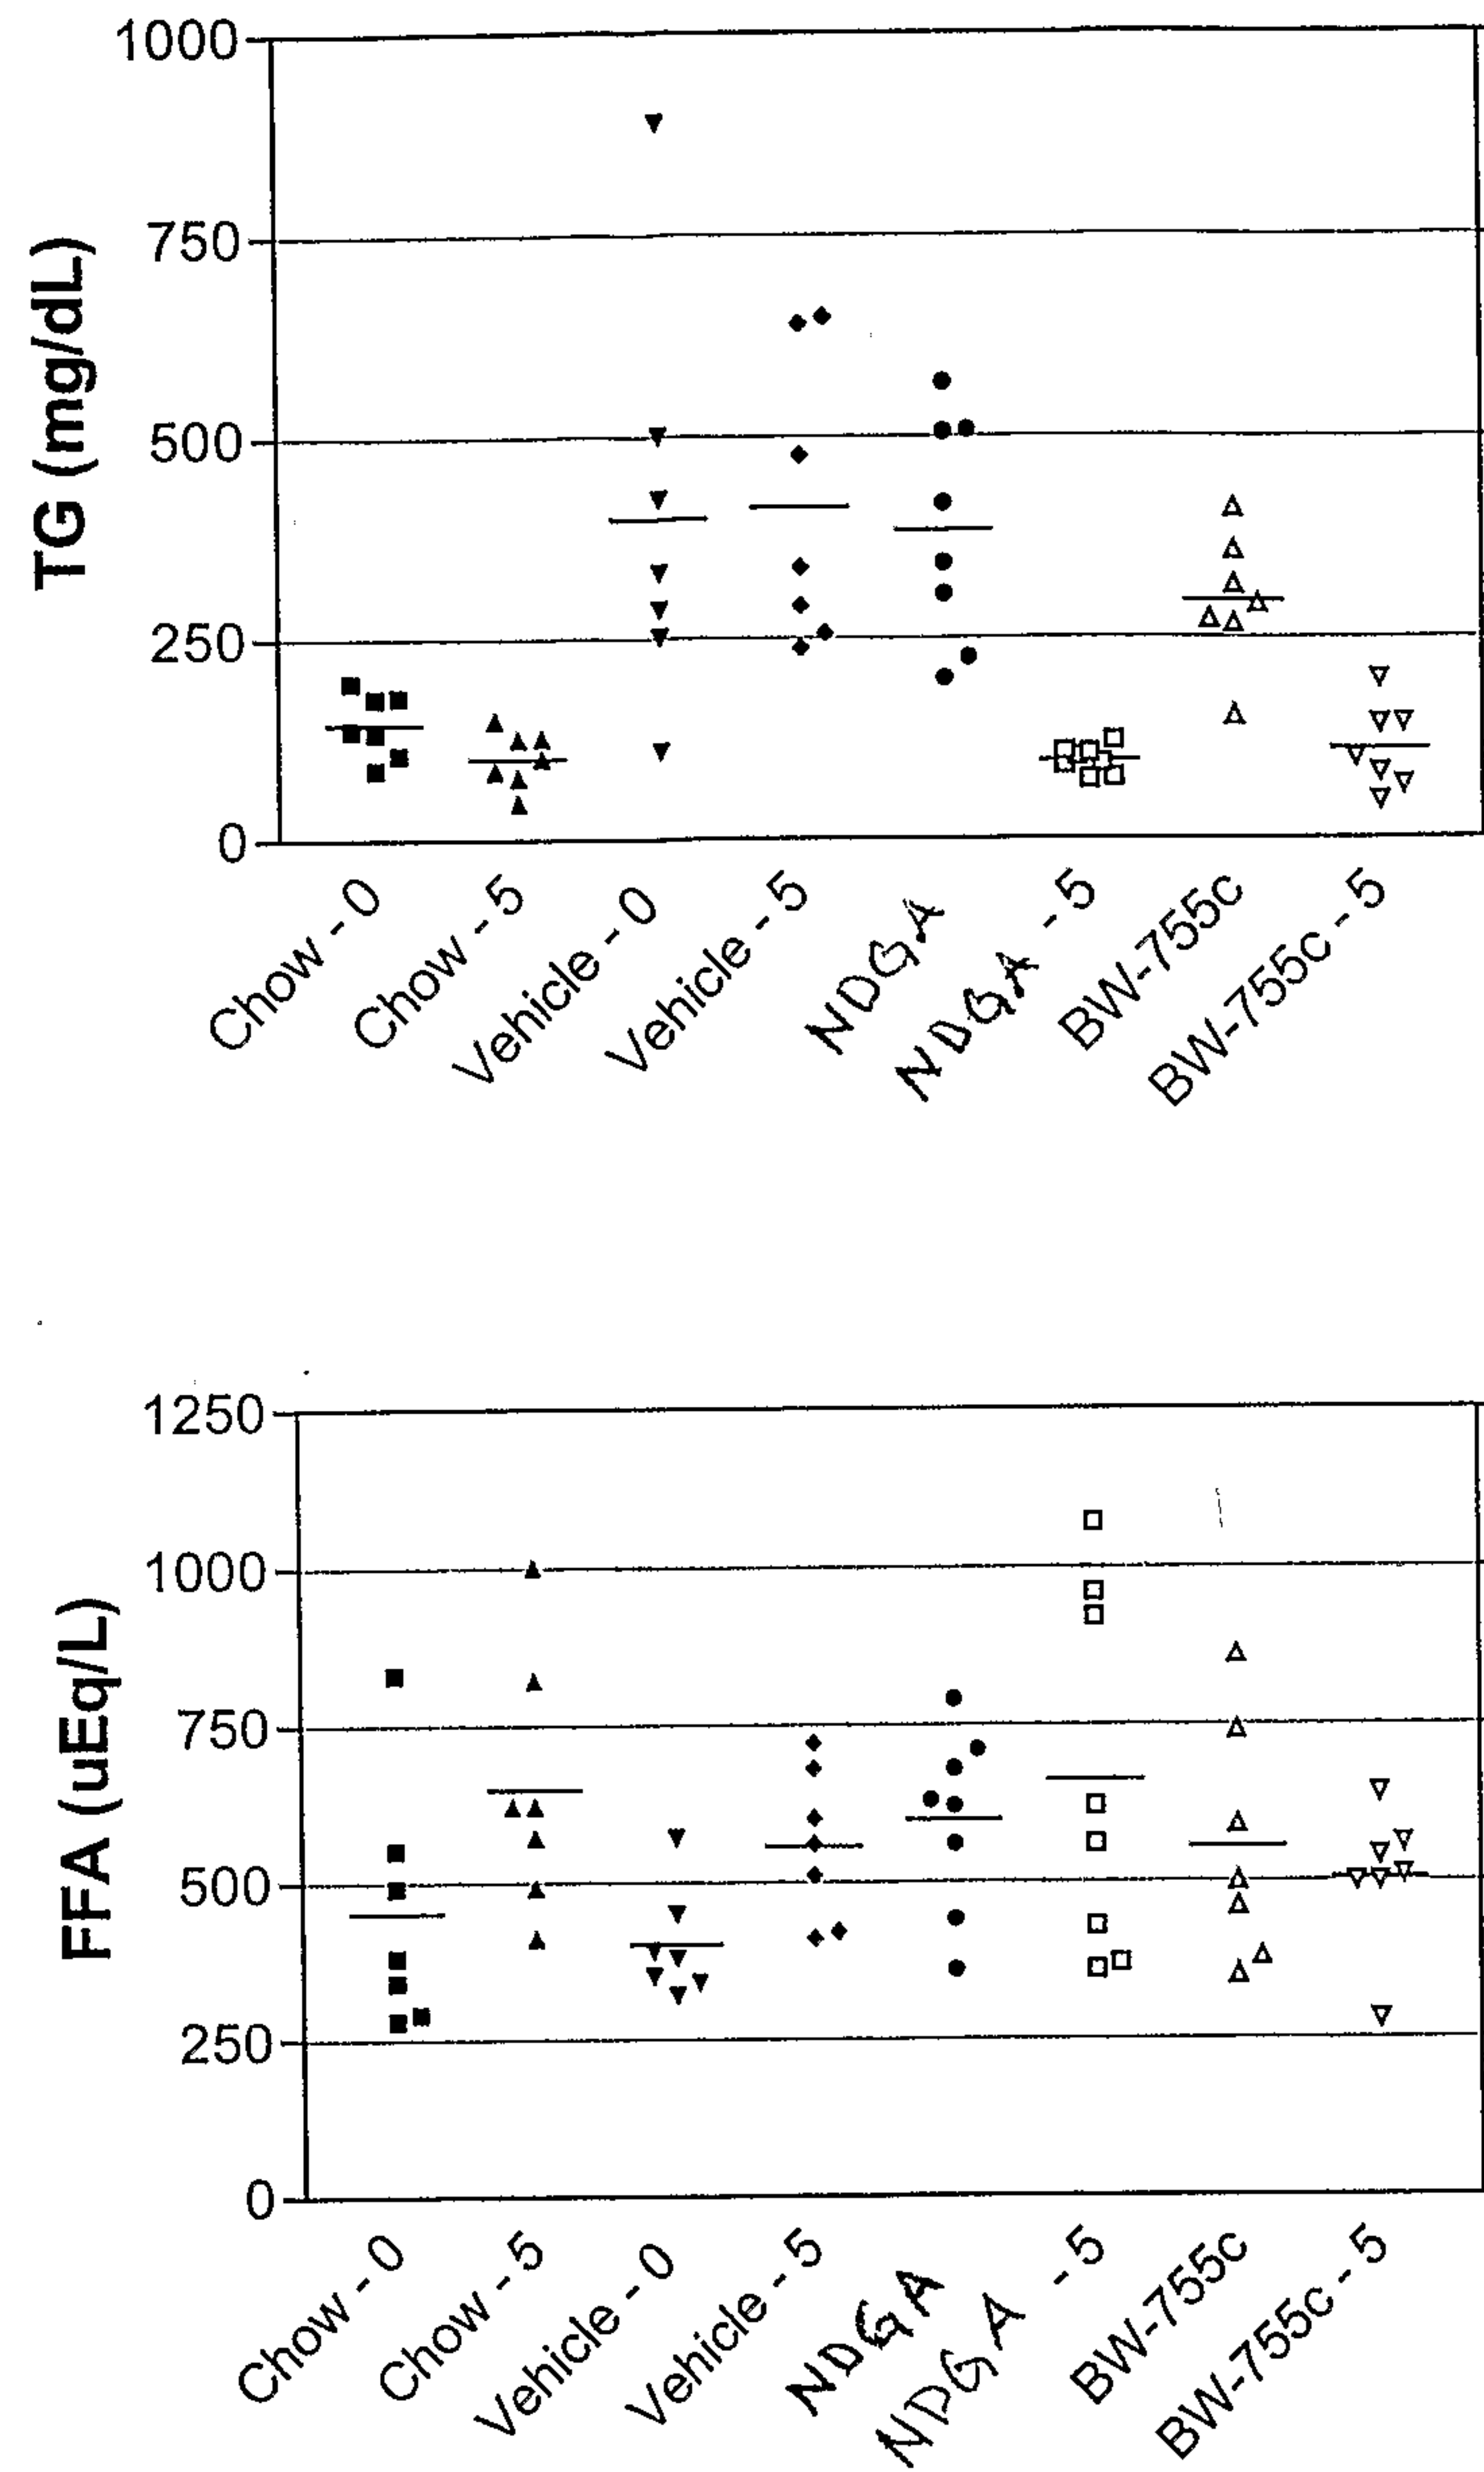 TG (mg/dL)
1000
750
500
250
0
Chow - 0
Chow - 5
Vehicle - 0
Vehicle - 5
NDGA
NDGA - 5
BW-755c
BW-755c - 5
FFA (uEq/L)
1250
1000
750
500
250
0
Chow - 0
Chow - 5
Vehicle - 0
Vehicle - 5
NDGA
NDGA - 5
BW-755c
BW-755c - 5